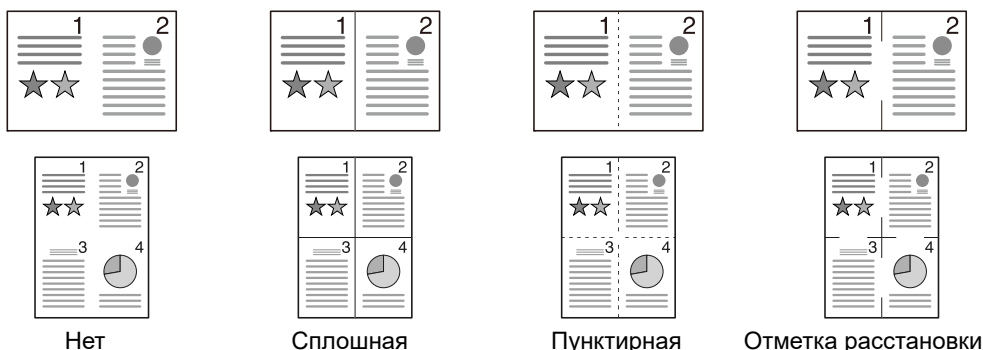 1 2 1 2 1 2 1 2
1 2 1 2 1 2 1 2
3 4 3 4 3 4 3 4
Нет Сплошная Пунктирная Отметка расстановки